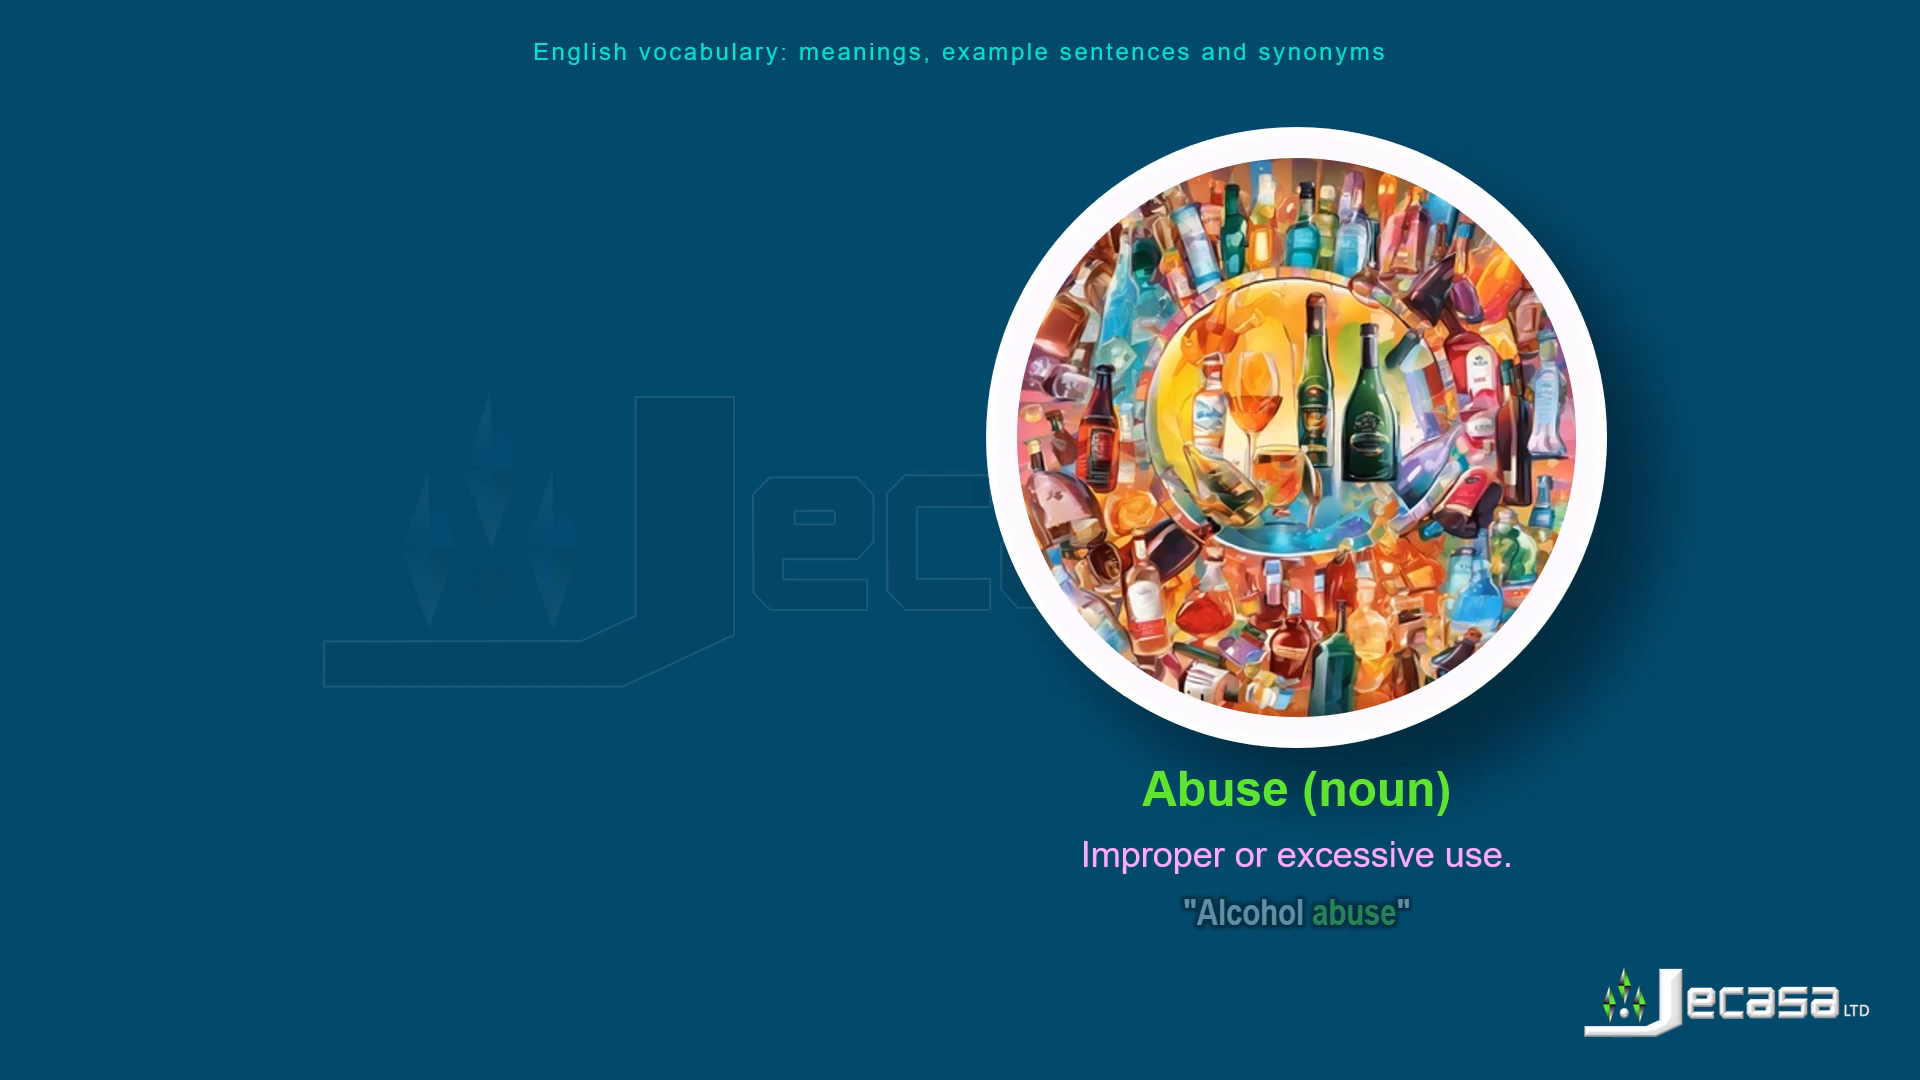 English vocabulary: meanings, example sentences and synonyms
Abuse (noun)
Improper or excessive use.
"Alcohol abuse"
Jecasa LTD